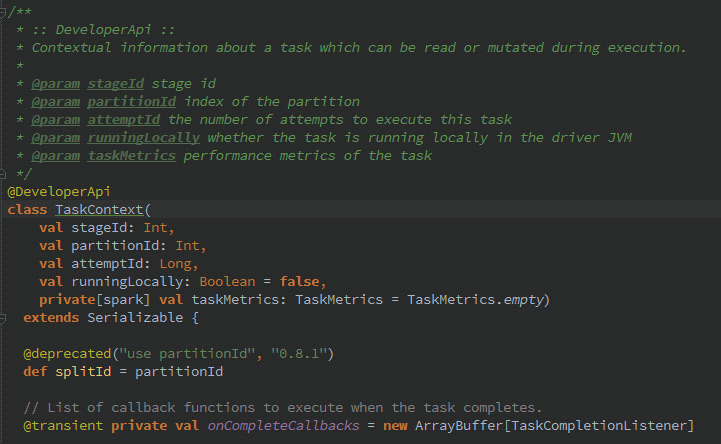 /**
 * :: DeveloperApi ::
 * Contextual information about a task which can be read or mutated during execution.
 *
 * @param stageId stage id
 * @param partitionId index of the partition
 * @param attemptId the number of attempts to execute this task
 * @param runningLocally whether the task is running locally in the driver JVM
 * @param taskMetrics performance metrics of the task
 */
@DeveloperApi
class TaskContext(
    val stageId: Int,
    val partitionId: Int,
    val attemptId: Long,
    val runningLocally: Boolean = false,
    private[spark] val taskMetrics: TaskMetrics = TaskMetrics.empty)
  extends Serializable {

  @deprecated("use partitionId", "0.8.1")
  def splitId = partitionId

  // List of callback functions to execute when the task completes.
  @transient private val onCompleteCallbacks = new ArrayBuffer[TaskCompletionListener]